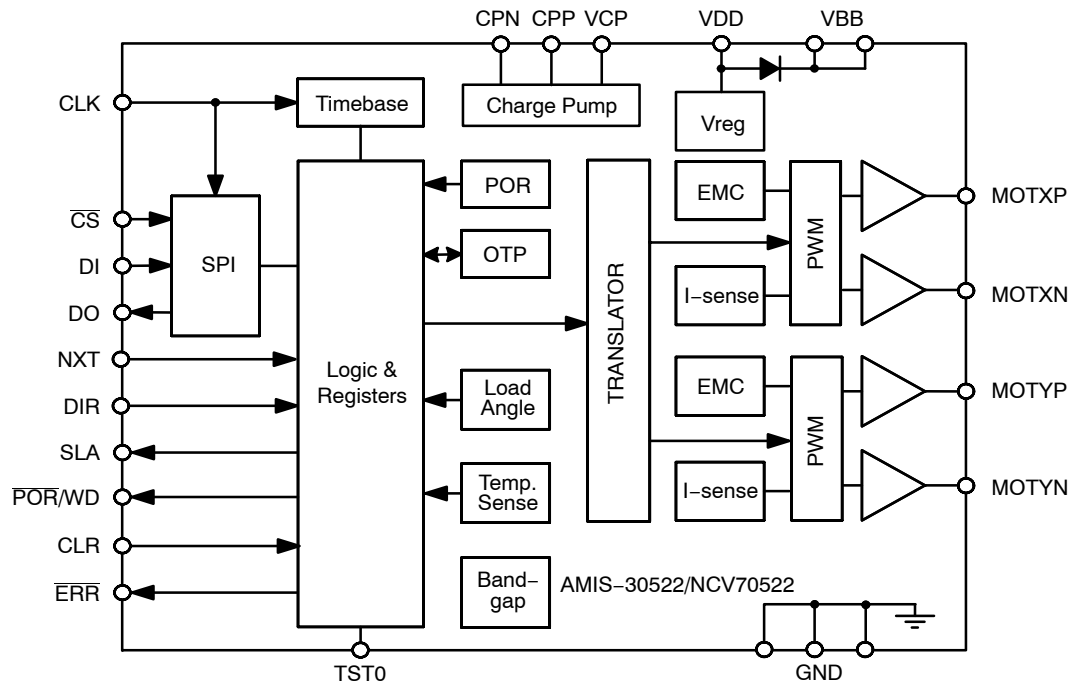 CPN CPP VCP VDD VBB
CLK
Timebase
Charge Pump
Vreg
POR
EMC
MOTXP
CS
DI
SPI
OTP
PWM
DO
I−sense
MOTXN
NXT
Logic &
Registers
TRANSLATOR
DIR
Load
Angle
EMC
MOTYP
SLA
PWM
POR/WD
Temp.
Sense
I−sense
MOTYN
CLR
ERR
Band−
gap
AMIS−30522/NCV70522
TST0
GND